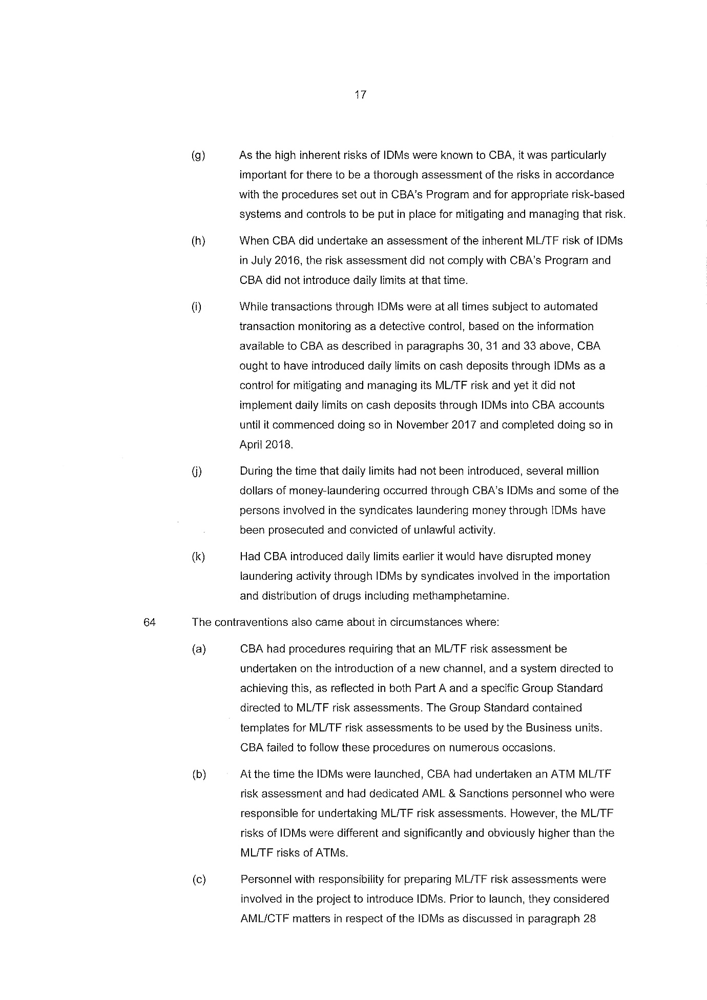 17
(g) As the high inherent risks of IDMs were known to CBA, it was particularly
important for there to be a thorough assessment of the risks in accordance
with the procedures set out in CBA's Program and for appropriate risk-based
systems and controls to be put in place for mitigating and managing that risk.
(h) When CBA did undertake an assessment of the inherent ML/TF risk of IDMs
in July 2016, the risk assessment did not comply with CBA's Program and
CBA did not introduce daily limits at that time.
(i) While transactions through IDMs were at all times subject to automated
transaction monitoring as a detective control, based on the information
available to CBA as described in paragraphs 30, 31 and 33 above, CBA
ought to have introduced daily limits on cash deposits through IDMs as a
control for mitigating and managing its ML/TF risk and yet it did not
implement daily limits on cash deposits through IDMs into CBA accounts
until it commenced doing so in November 2017 and completed doing so in
April 2018.
(j) During the time that daily limits had not been introduced, several million
dollars of money-laundering occurred through CBA's IDMs and some of the
persons involved in the syndicates laundering money through IDMs have
been prosecuted and convicted of unlawful activity.
(k) Had CBA introduced daily limits earlier it would have disrupted money
laundering activity through IDMs by syndicates involved in the importation
and distribution of drugs including methamphetamine.
64 The contraventions also came about in circumstances where:
(a) CBA had procedures requiring that an ML/TF risk assessment be
undertaken on the introduction of a new channel, and a system directed to
achieving this, as reflected in both Part A and a specific Group Standard
directed to ML/TF risk assessments. The Group Standard contained
templates for ML/TF risk assessments to be used by the Business units.
CBA failed to follow these procedures on numerous occasions.
(b) At the time the IDMs were launched, CBA had undertaken an ATM ML/TF
risk assessment and had dedicated AML & Sanctions personnel who were
responsible for undertaking ML/TF risk assessments. However, the ML/TF
risks of IDMs were different and significantly and obviously higher than the
ML/TF risks of ATMs.
(c) Personnel with responsibility for preparing ML/TF risk assessments were
involved in the project to introduce IDMs. Prior to launch, they considered
AML/CTF matters in respect of the IDMs as discussed in paragraph 28